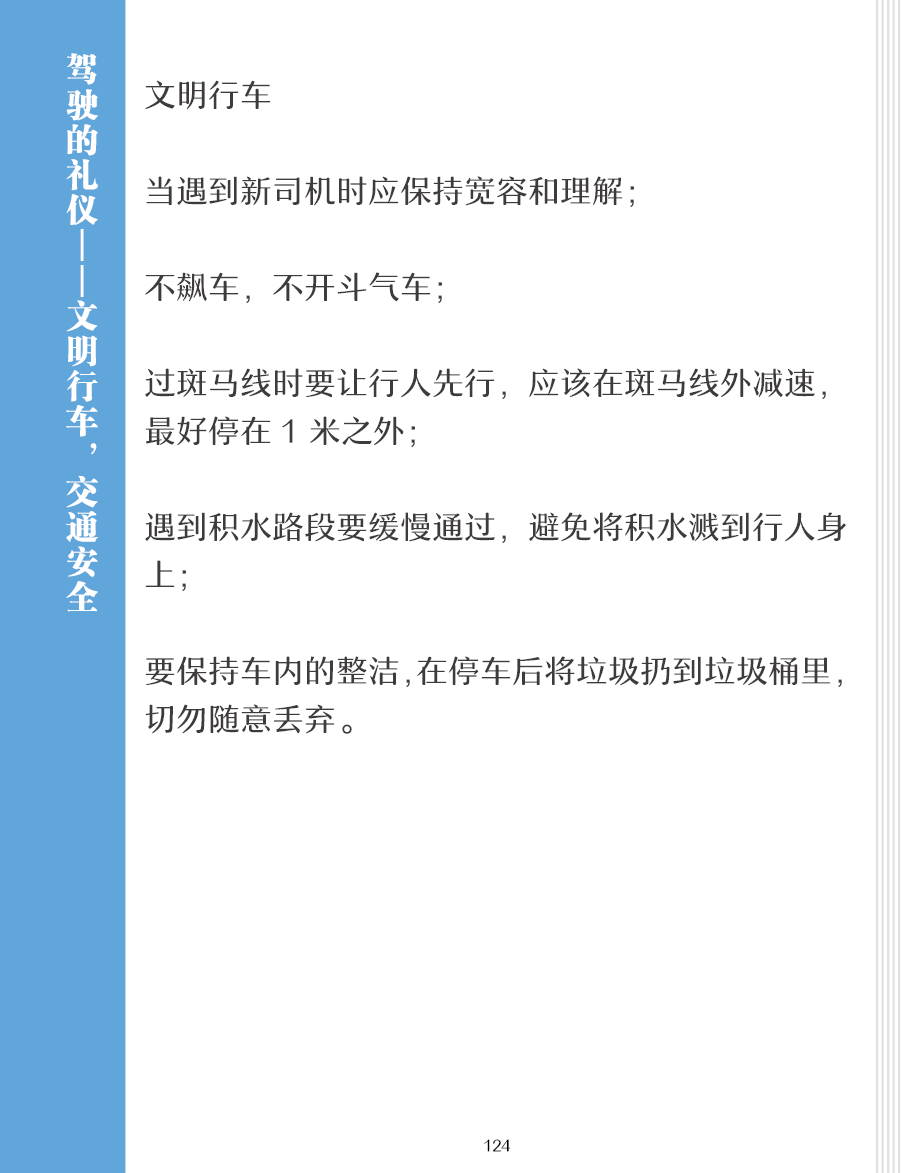 驾驶的礼仪——文明行车，交通安全
文明行车
当遇到新司机时应保持宽容和理解；
不飙车，不开斗气车；
过斑马线时要让行人先行，应该在斑马线外减速，
最好停在 1 米之外；
遇到积水路段要缓慢通过，避免将积水溅到行人身
上；
要保持车内的整洁,在停车后将垃圾扔到垃圾桶里，
切勿随意丢弃。
124